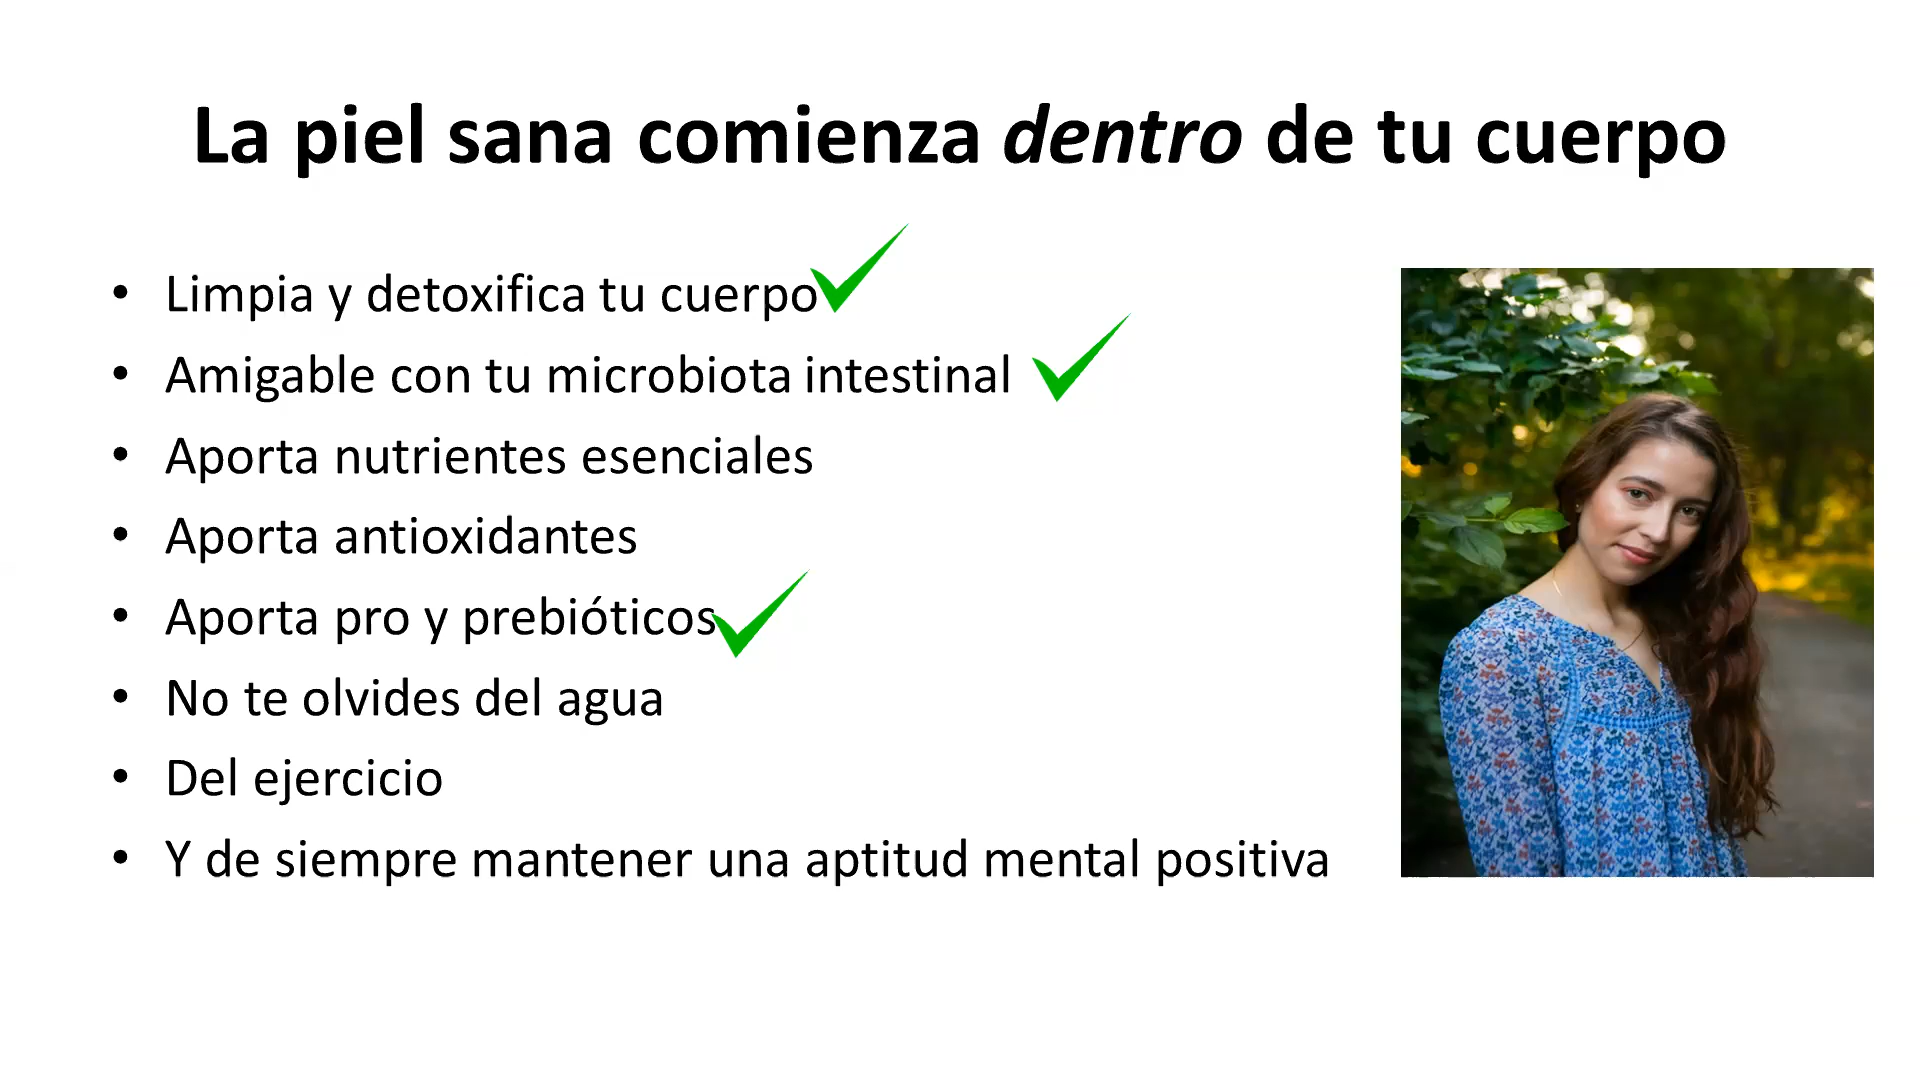 La piel sana comienza dentro de tu cuerpo
• Limpia y detoxifica tu cuerpo
• Amigable con tu microbiota intestinal
• Aporta nutrientes esenciales
• Aporta antioxidantes
• Aporta pro y prebióticos
• No te olvides del agua
• Del ejercicio
• Y de siempre mantener una aptitud mental positiva